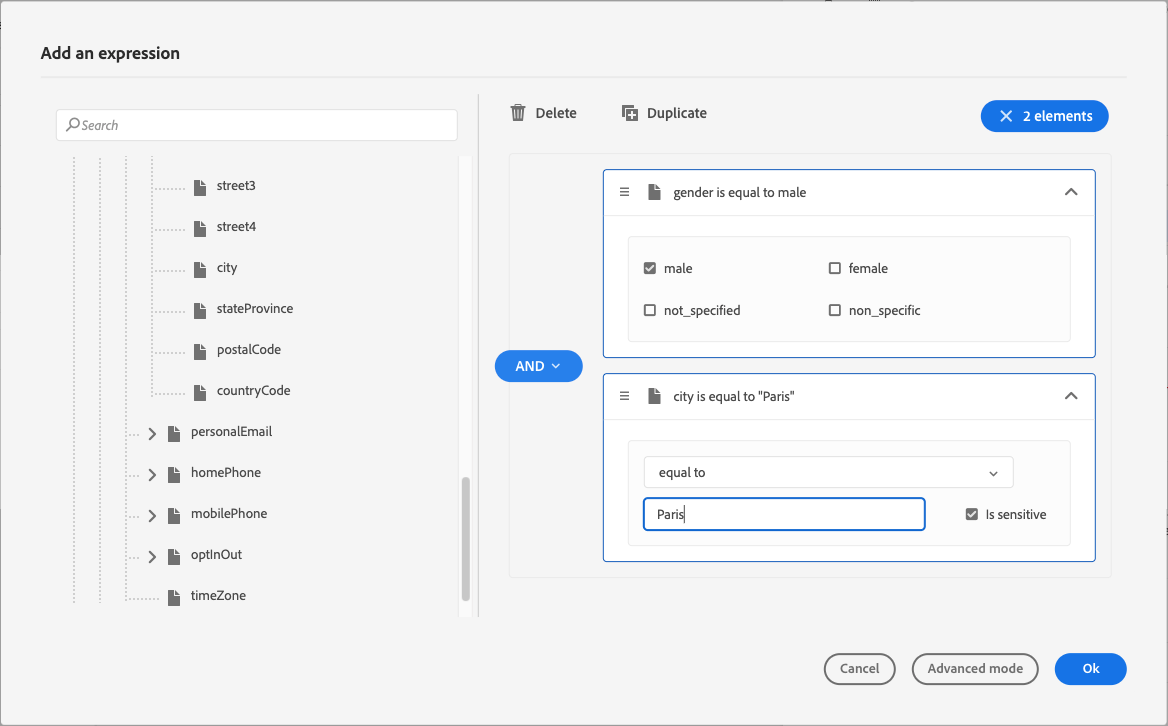 Add an expression
Search
street3
street4
city
stateProvince
postalCode
countryCode
personalEmail
homePhone
mobilePhone
optInOut
timeZone
Delete
Duplicate
2 elements
AND
gender is equal to male
male
female
not_specified
non_specific
city is equal to "Paris"
equal to
Paris
Is sensitive
Cancel
Advanced mode
Ok